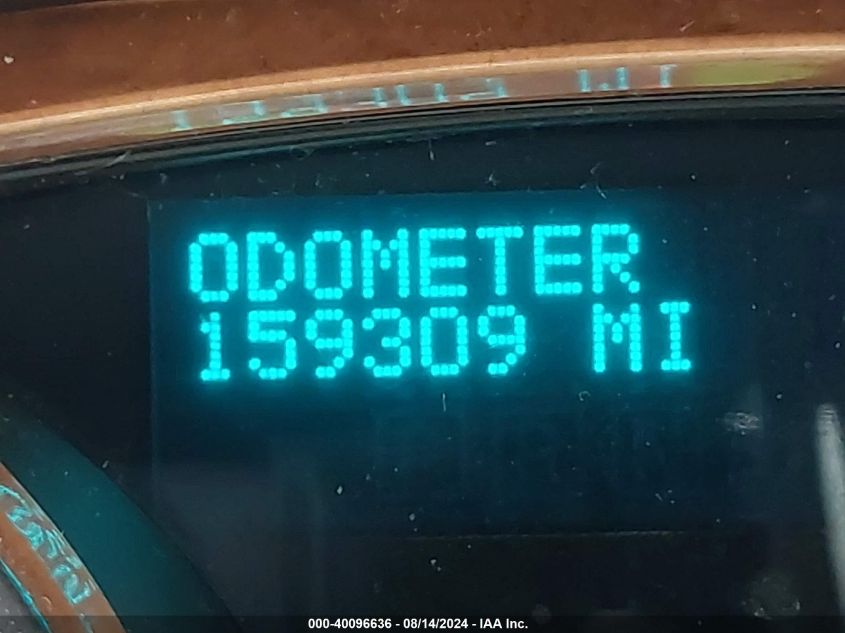 ODOMETER
159309 MI
000-40096636 - 08/14/2024 - IAA Inc.